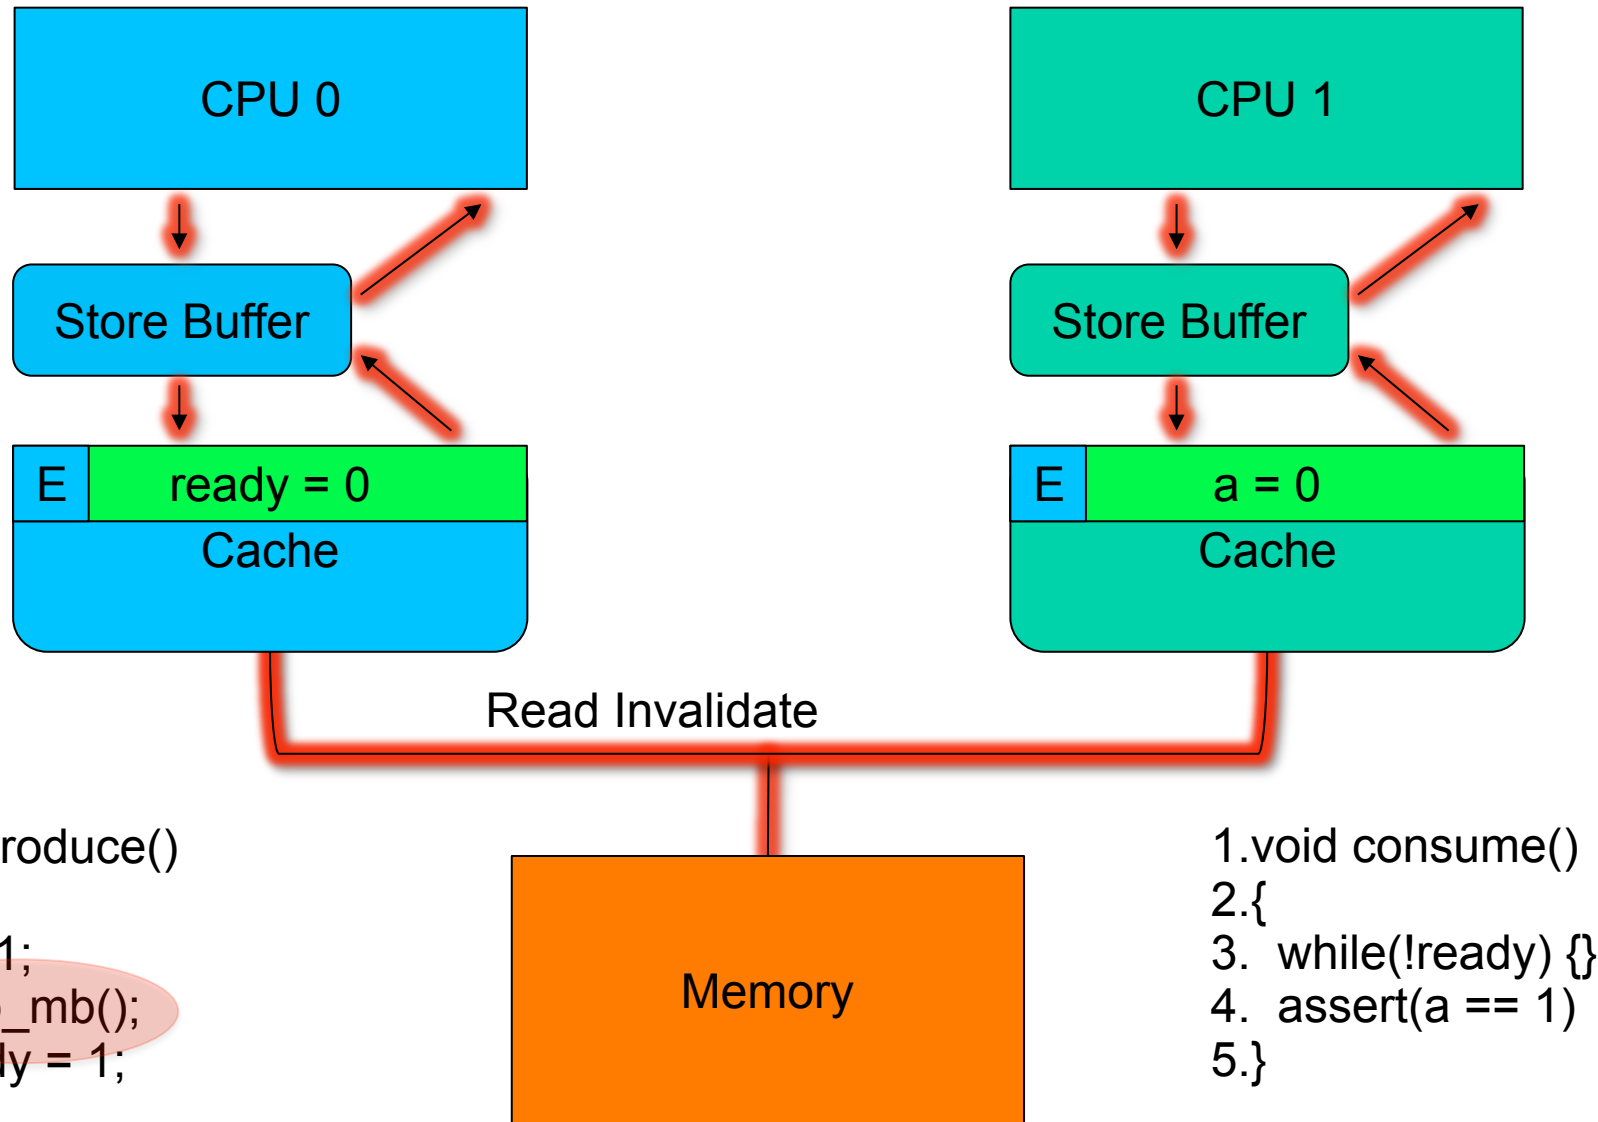 CPU 0
CPU 1
Store Buffer
Store Buffer
E ready = 0
E a = 0
Cache
Cache
Read Invalidate
roduce()
1;
_mb();
dy = 1;
Memory
1.void consume()
2.{
3. while(!ready) {}
4. assert(a == 1)
5.}